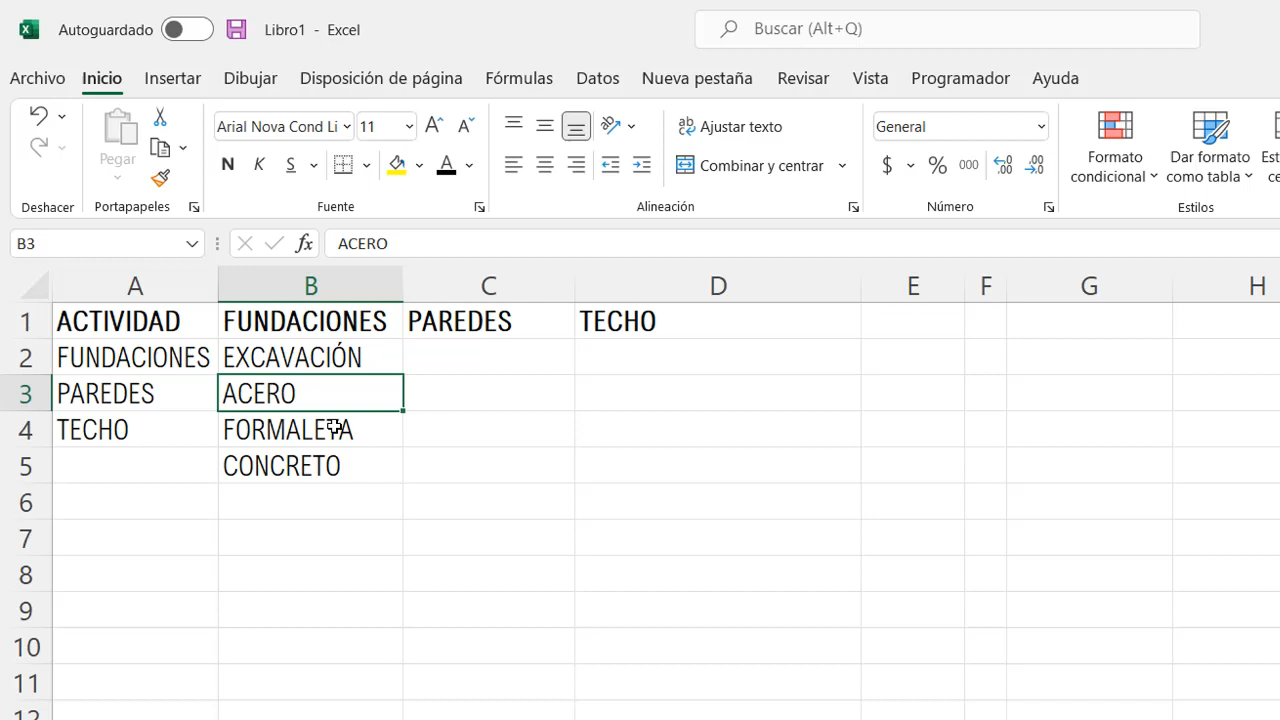 Autoguardado Libro1 - Excel Buscar (Alt+Q)
Archivo Inicio Insertar Dibujar Disposición de página Fórmulas Datos Nueva pestaña Revisar Vista Programador Ayuda
Arial Nova Cond Li 11 Ajustar texto General
Pegar N K S A Combinar y centrar $ % 000 Formato condicional Dar formato como tabla
Deshacer Portapapeles Fuente Alineación Número Estilos
B3 fx ACERO
A B C D E F G H
1 ACTIVIDAD FUNDACIONES PAREDES TECHO
2 FUNDACIONES EXCAVACIÓN
3 PAREDES ACERO
4 TECHO FORMALETA
5 CONCRETO
6
7
8
9
10
11
12